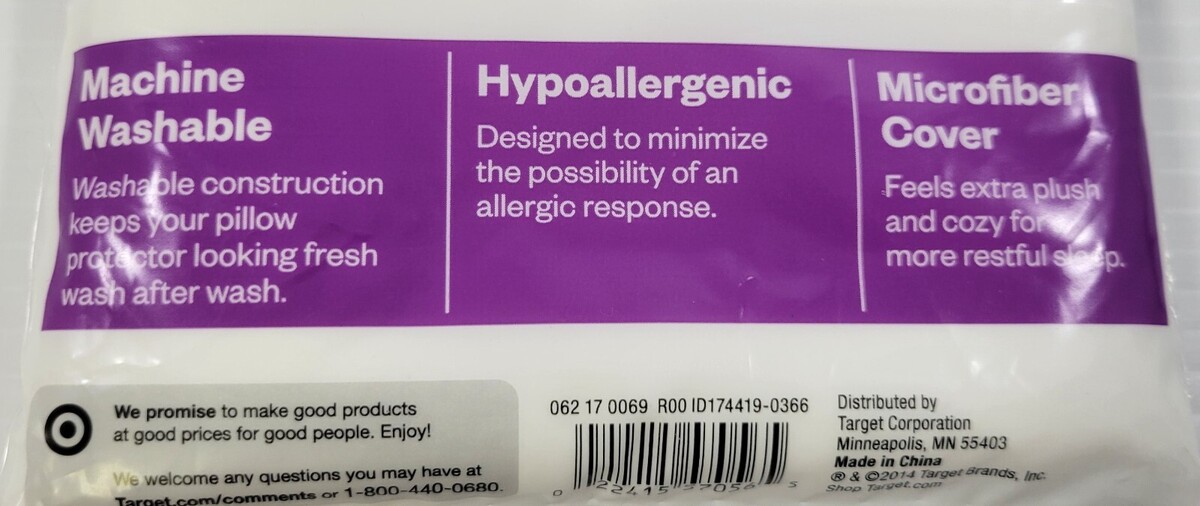 Machine
Washable
Washable construction
keeps your pillow
protector looking fresh
wash after wash.
Hypoallergenic
Designed to minimize
the possibility of an
allergic response.
Microfiber
Cover
Feels extra plush
and cozy for
more restful sleep.
We promise to make good products
at good prices for good people. Enjoy!
We welcome any questions you may have at
Target.com/comments or 1-800-440-0680.
062 17 0069 R00 ID174419-0366
0 5
Distributed by
Target Corporation
Minneapolis, MN 55403
Made in China
® & ©2014 Target Brands, Inc.
Shop Target.com